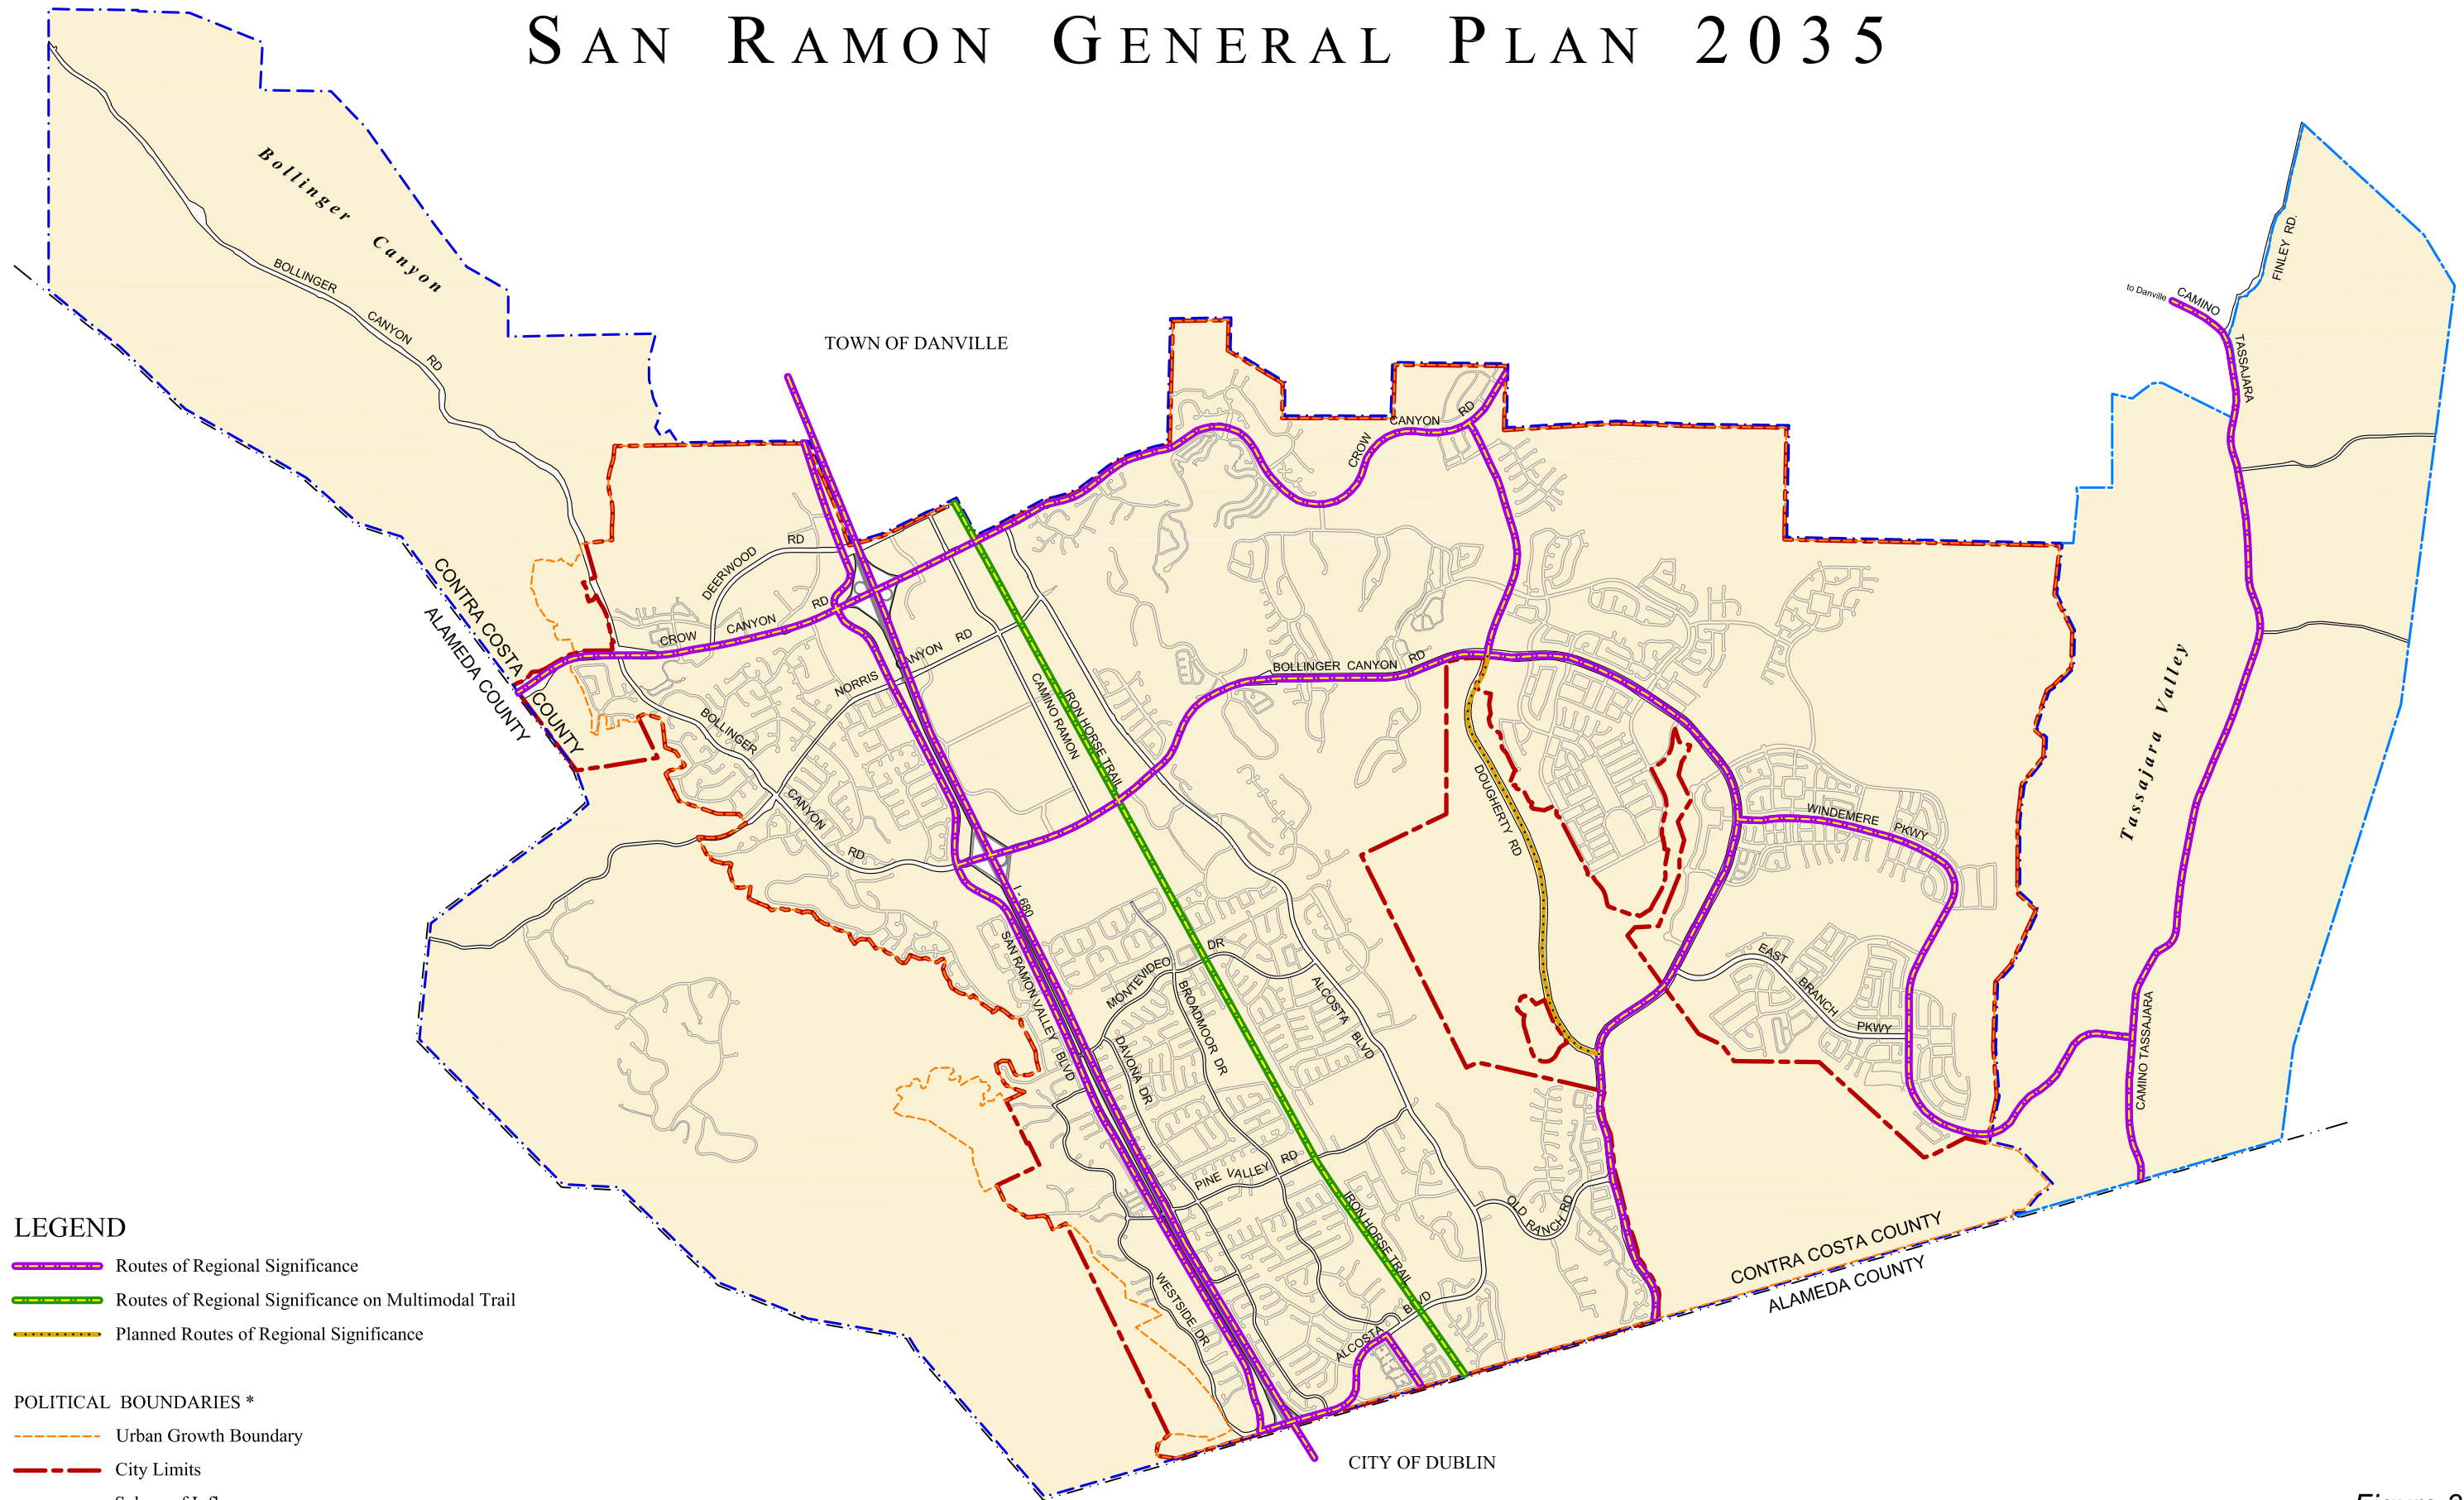 SAN RAMON GENERAL PLAN 2035
Bollinger Canyon
BOLLINGER
CANYON
RD
TOWN OF DANVILLE
to Danville
CAMINO
TASSAJARA
FINLEY RD.
CANYON
RD
CROW
DEERWOOD
RD
CROW
CANYON
RD
CONTRA COSTA
COUNTY
ALAMEDA COUNTY
NORRIS
CANYON
RD
BOLLINGER
CANYON
RD
CAMINO RAMON
IRON HORSE TRAIL
BOLLINGER CANYON
RD
DOUGHERTY RD
WINDEMERE
PKWY
Tassajara Valley
I - 680
SAN RAMON VALLEY
BLVD
MONTEVIDEO
DR
BROADMOOR DR
DAVONA DR
ALCOSTA
BLVD
EAST
BRANCH
PKWY
CAMINO TASSAJARA
PINE VALLEY
RD
OLD RANCH RD
IRON HORSE TRAIL
WESTSIDE DR
ALCOSTA
BLVD
CONTRA COSTA COUNTY
ALAMEDA COUNTY
CITY OF DUBLIN
LEGEND
Routes of Regional Significance
Routes of Regional Significance on Multimodal Trail
Planned Routes of Regional Significance
POLITICAL BOUNDARIES *
Urban Growth Boundary
City Limits